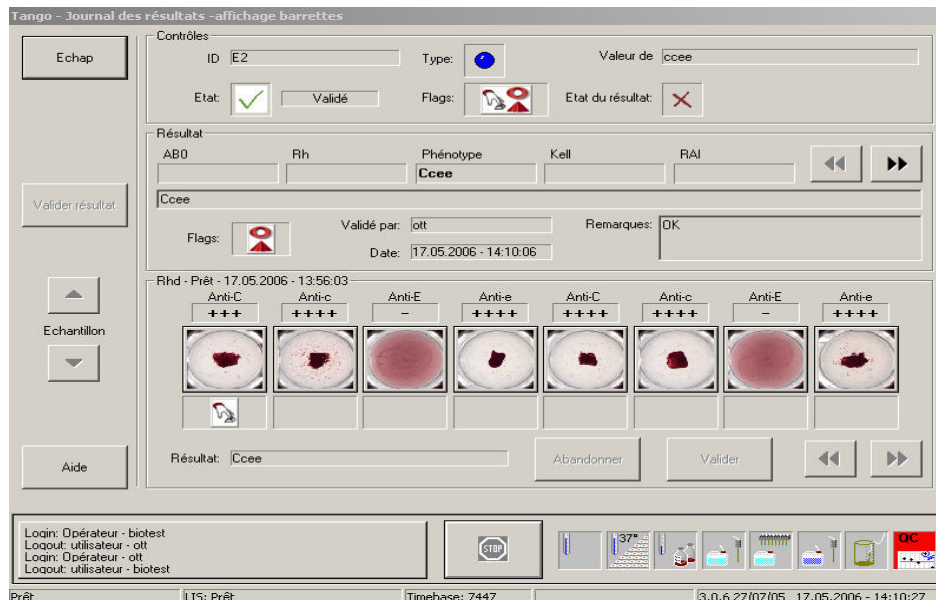 Tango - Journal des résultats -affichage barrettes
Echap
Contrôles
ID E2 Type: Valeur de ccee
Etat: Validé Flags: Etat du résultat:
Résultat
AB0 Rh Phénotype Kell RAI
Ccee
Valider résultat
Ccee
Flags: Validé par: ott Remarques: OK
Date: 17.05.2006 - 14:10:06
Rhd - Prêt - 17.05.2006 - 13:56:03
Anti-C Anti-c Anti-E Anti-e Anti-C Anti-c Anti-E Anti-e
+++ ++++ - ++++ ++++ ++++ - ++++
Echantillon
Aide
Résultat: Ccee Abandonner Valider
Login: Opérateur - biotest
Logout: utilisateur - ott
Login: Opérateur - ott
Logout: utilisateur - biotest
STOP
37°
QC
Prêt LIS: Prêt Timebase: 7447 3.0.6 27/07/05 17.05.2006 - 14:10:27